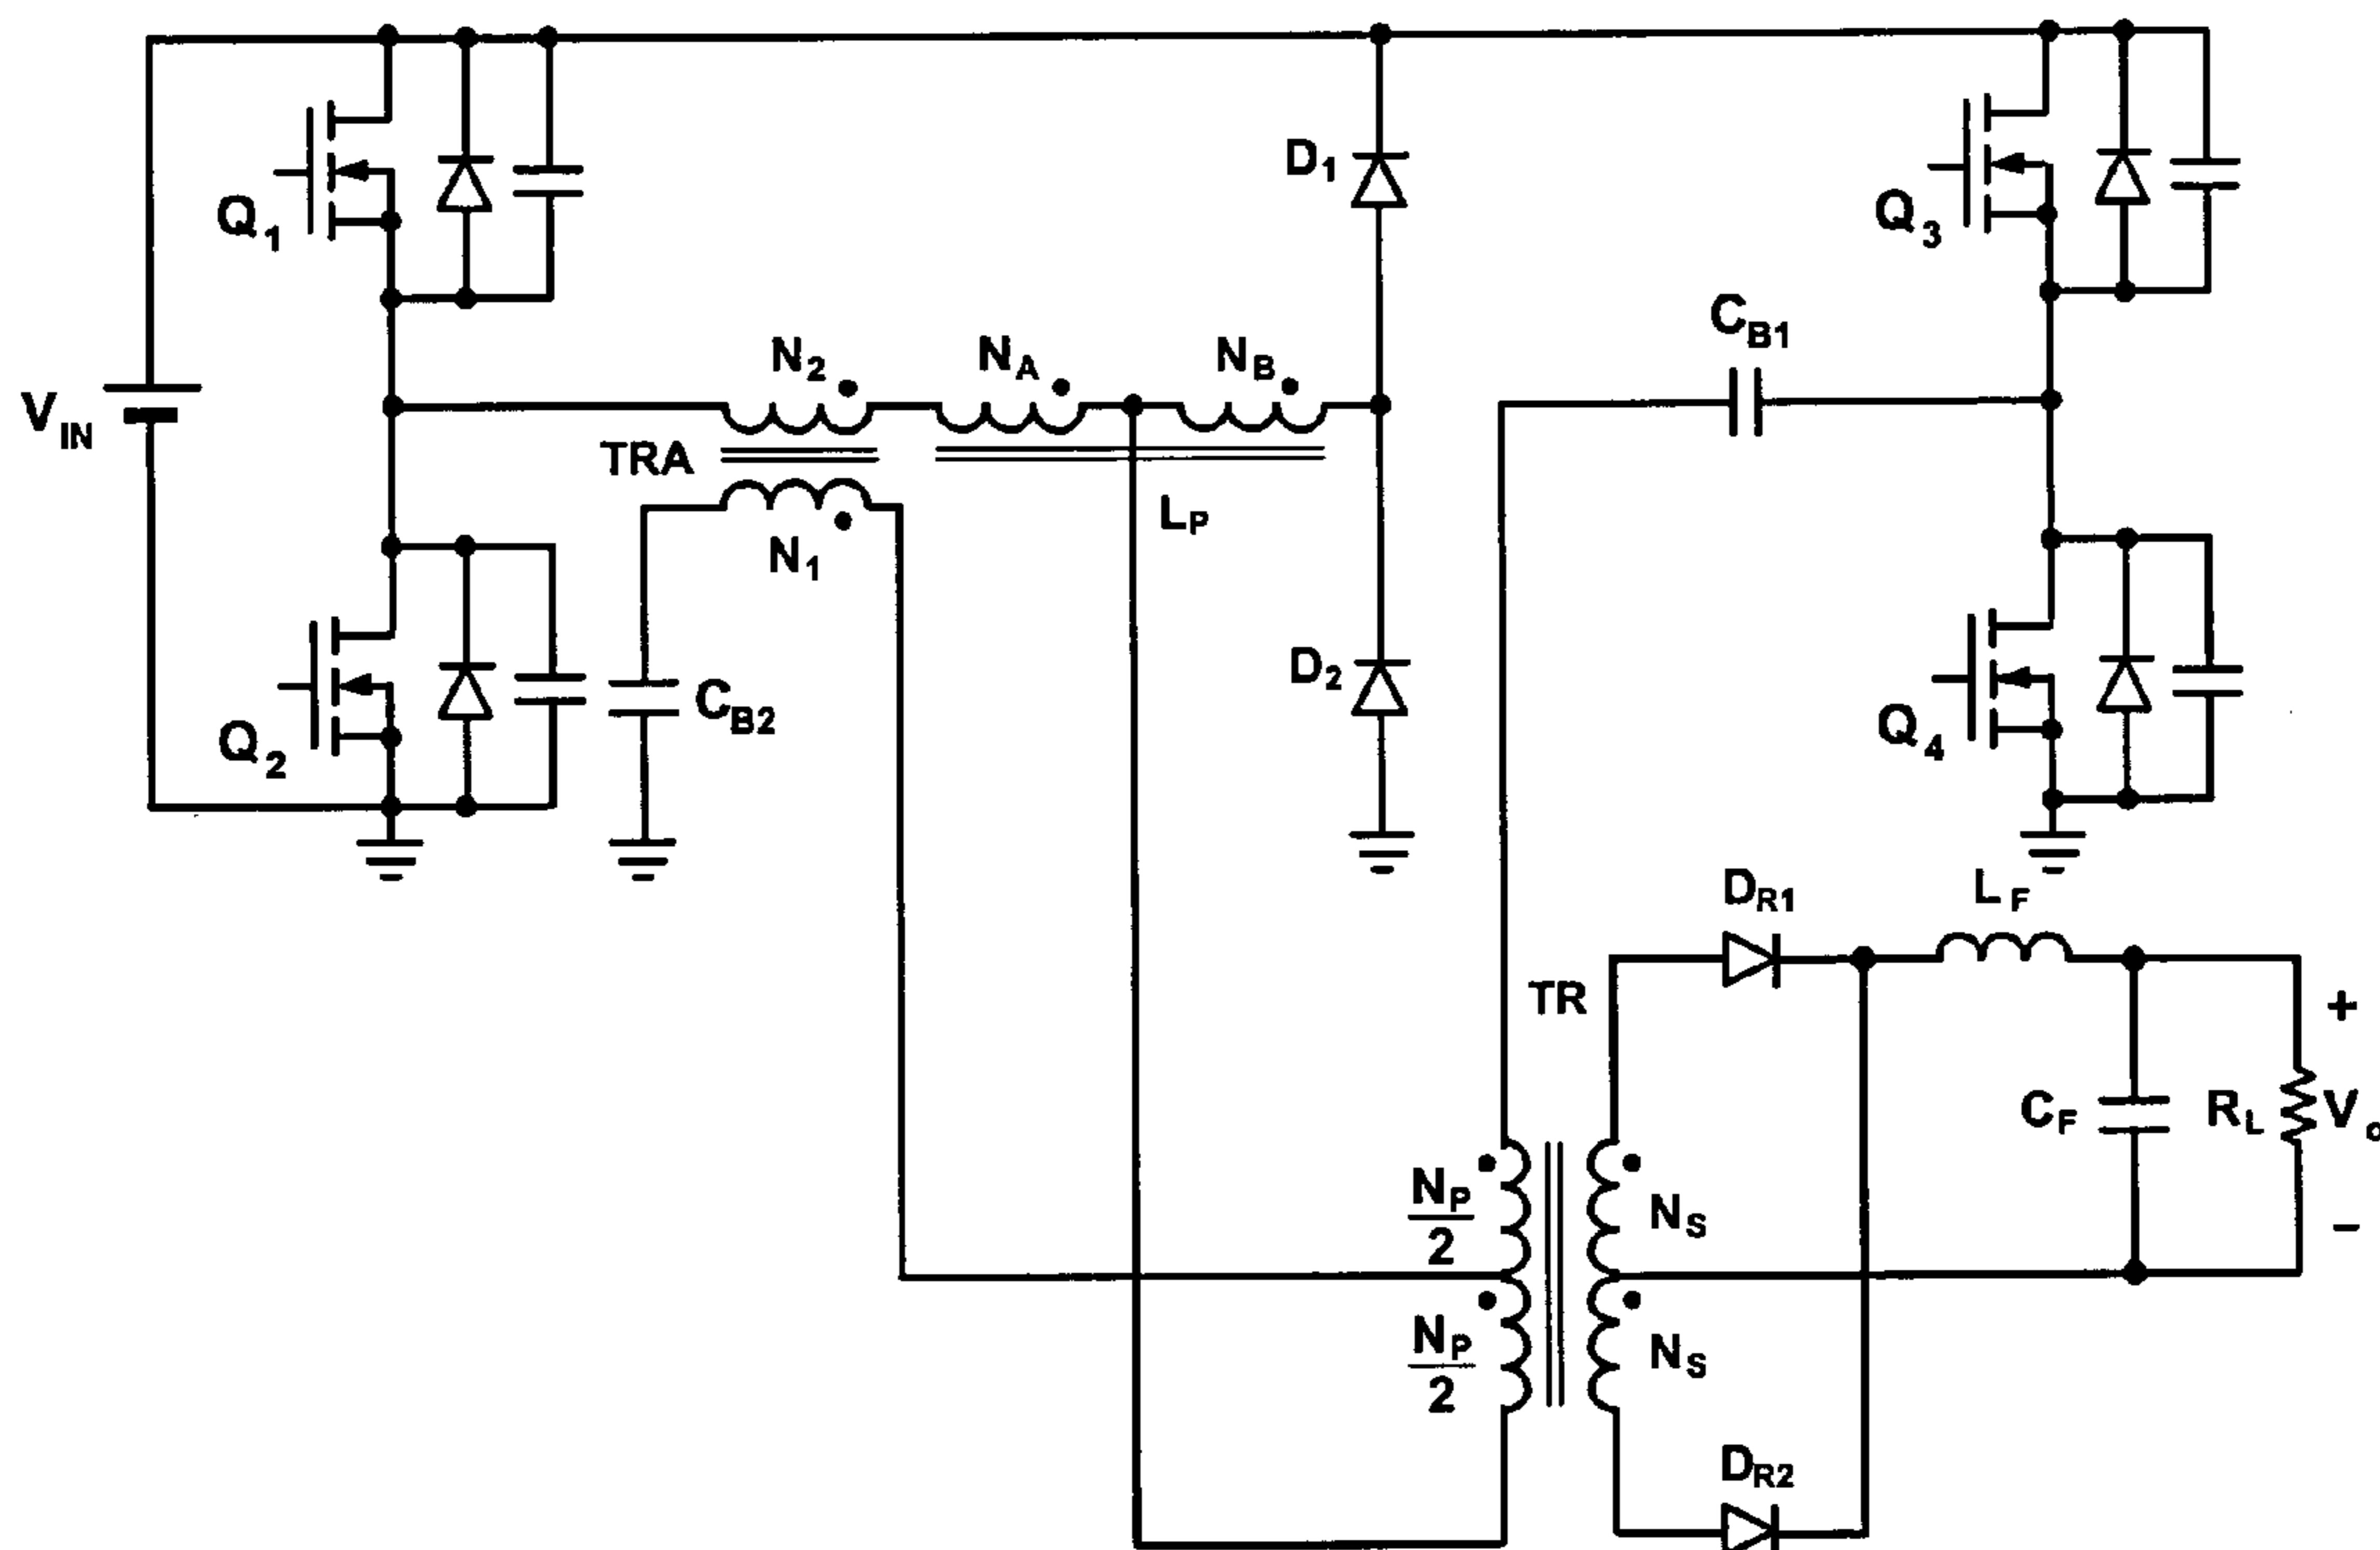 D1
Q1
Q3
CB1
N2
NA
NB
VIN
TRA
LP
N1
D2
CB2
Q2
Q4
DR1
LF
TR
+
NP
2
NS
CF
RL
Vo
−
NP
2
NS
DR2